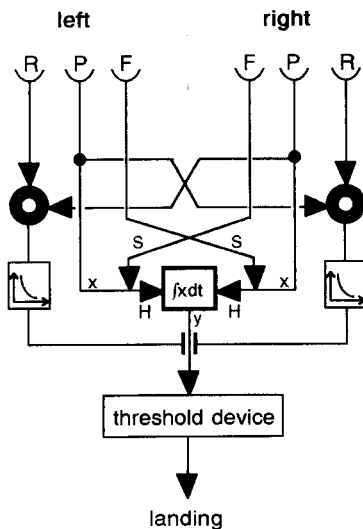 left right
R P F F P R
S S
x ∫xdt x
H H
y
threshold device
landing